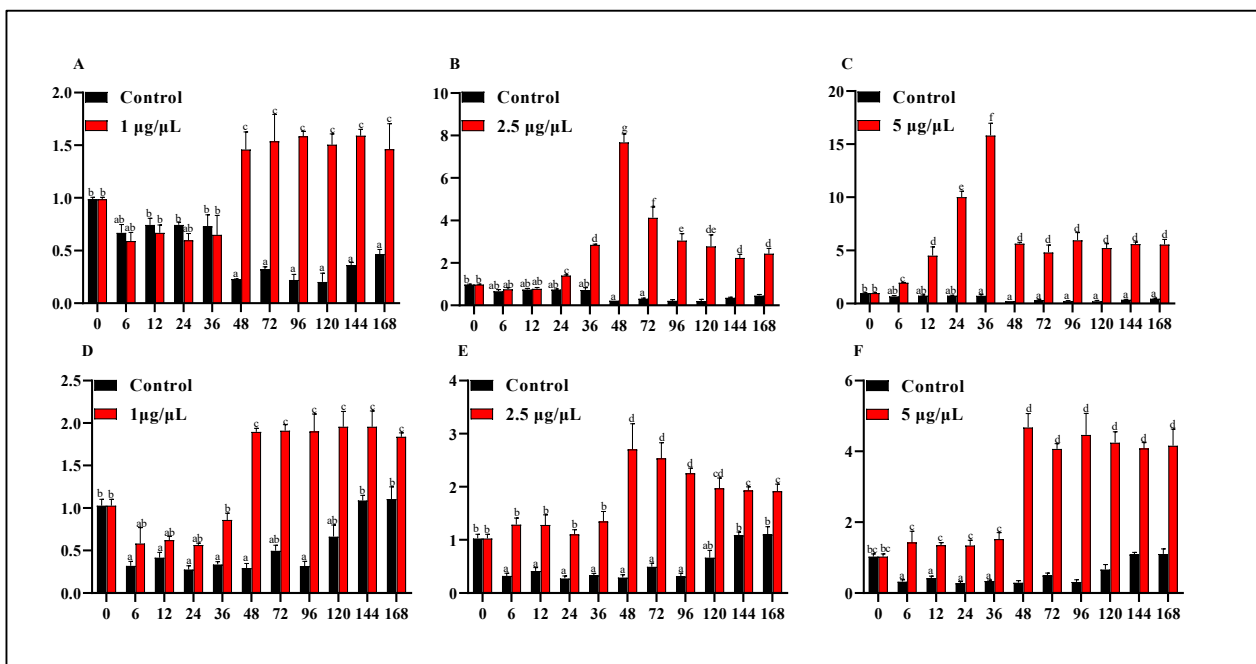 A
2.0
1.5
1.0
0.5
0.0
Control
1 μg/μL
b b ab ab b b b b b a c a c a c a c a c a c
0 6 12 24 36 48 72 96 120 144 168
B
10
8
6
4
2
0
Control
2.5 μg/μL
b b ab ab ab ab ab c ab d a g a f a e a de d d
0 6 12 24 36 48 72 96 120 144 168
C
20
15
10
5
0
Control
5 μg/μL
b b ab c ab d ab e a f a d a d a d a d a d a d
0 6 12 24 36 48 72 96 120 144 168
D
2.5
2.0
1.5
1.0
0.5
0.0
Control
1μg/μL
b b a ab a ab a ab a b a c a c a c ab c b c b c
0 6 12 24 36 48 72 96 120 144 168
E
4
3
2
1
0
Control
2.5 μg/μL
b b a b a b a b a b a d a d a d ab cd b c b c
0 6 12 24 36 48 72 96 120 144 168
F
6
4
2
0
Control
5 μg/μL
bc bc a c a c a c a c d d d d d d
0 6 12 24 36 48 72 96 120 144 168